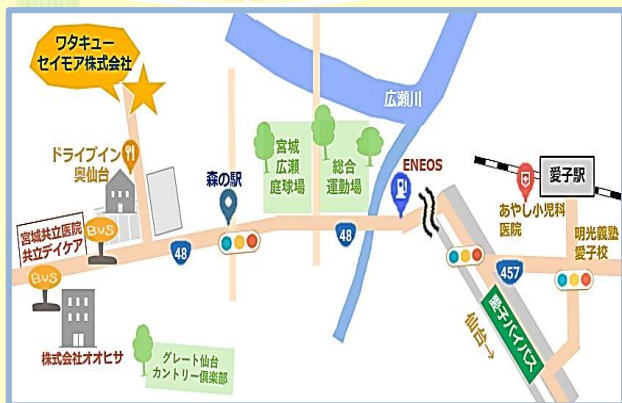 ワタキュー
セイモア株式会社
ドライブイン
奥仙台
宮城共立医院
共立デイケア
BUS
BUS
株式会社オオヒサ
48
森の駅
宮城
広瀬
庭球場
総合
運動場
48
広瀬川
ENEOS
愛子駅
あやし小児科
医院
明光義塾
愛子校
457
愛子バイパス
仙台→
グレート仙台
カントリー倶楽部